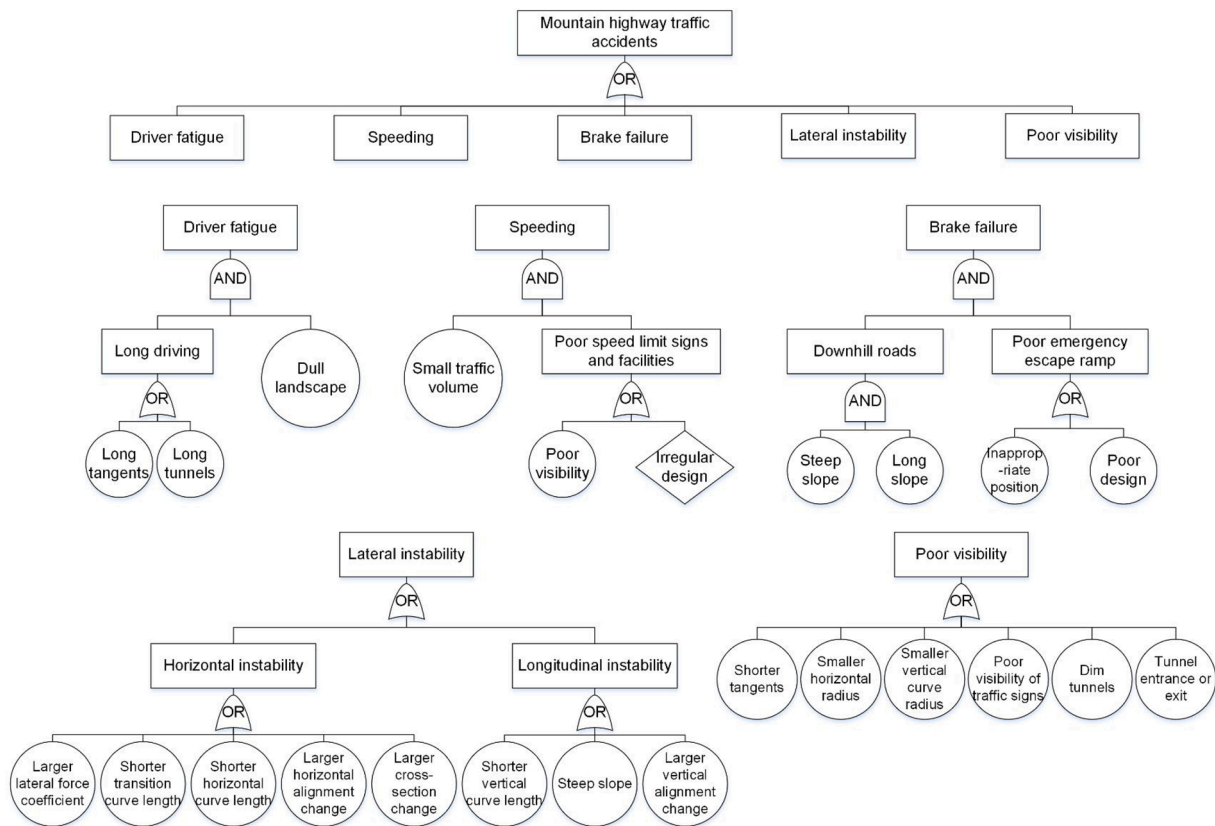 Mountain highway traffic
accidents
OR
Driver fatigue
Speeding
Brake failure
Lateral instability
Poor visibility
Driver fatigue
Speeding
Brake failure
AND
AND
AND
Long driving
Dull
landscape
Small traffic
volume
Poor speed limit signs
and facilities
Downhill roads
Poor emergency
escape ramp
OR
OR
AND
OR
Long
tangents
Long
tunnels
Poor
visibility
Irregular
design
Steep
slope
Long
slope
Inapprop
-riate
position
Poor
design
Lateral instability
Poor visibility
OR
OR
Horizontal instability
Longitudinal instability
Shorter
tangents
Smaller
horizontal
radius
Smaller
vertical
curve
radius
Poor
visibility of
traffic signs
Dim
tunnels
Tunnel
entrance or
exit
OR
OR
Larger
lateral force
coefficient
Shorter
transition
curve length
Shorter
horizontal
curve length
Larger
horizontal
alignment
change
Larger
cross-
section
change
Shorter
vertical
curve length
Steep slope
Larger
vertical
alignment
change